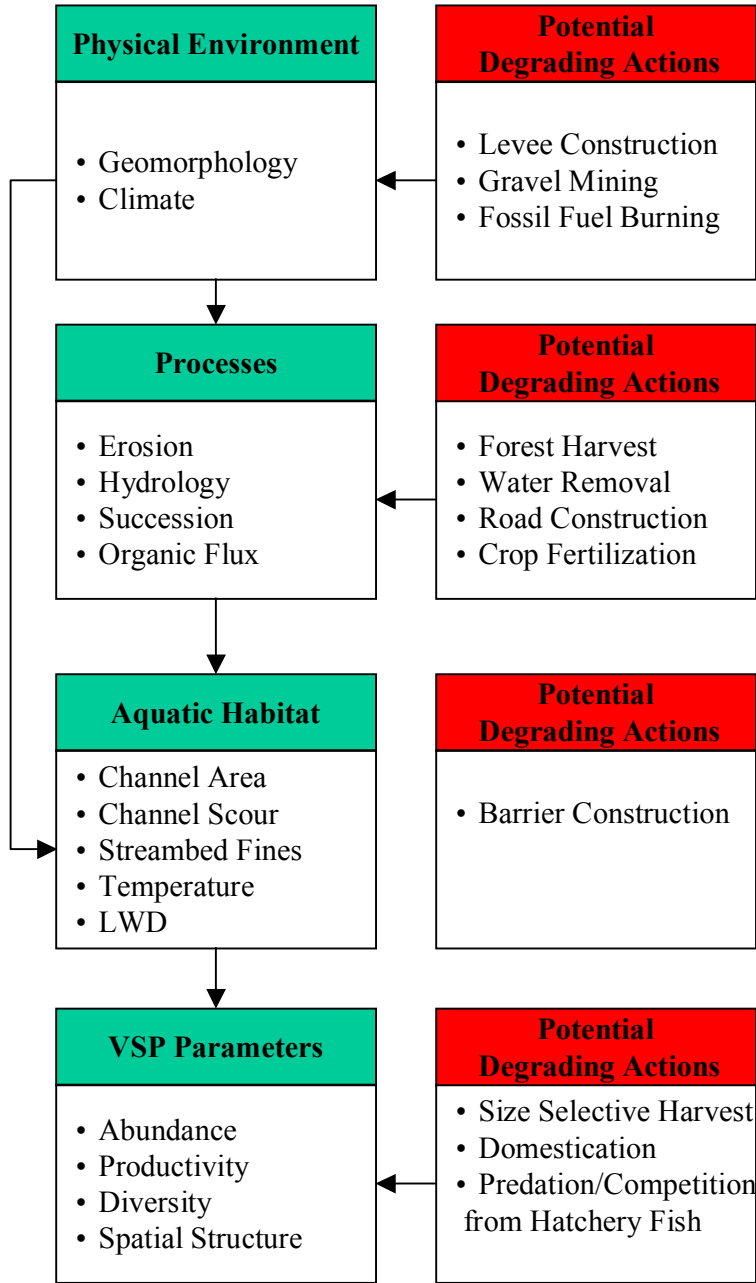 Physical Environment
• Geomorphology
• Climate
Potential
Degrading Actions
• Levee Construction
• Gravel Mining
• Fossil Fuel Burning
Processes
• Erosion
• Hydrology
• Succession
• Organic Flux
Potential
Degrading Actions
• Forest Harvest
• Water Removal
• Road Construction
• Crop Fertilization
Aquatic Habitat
• Channel Area
• Channel Scour
• Streambed Fines
• Temperature
• LWD
Potential
Degrading Actions
• Barrier Construction
VSP Parameters
• Abundance
• Productivity
• Diversity
• Spatial Structure
Potential
Degrading Actions
• Size Selective Harvest
• Domestication
• Predation/Competition
from Hatchery Fish